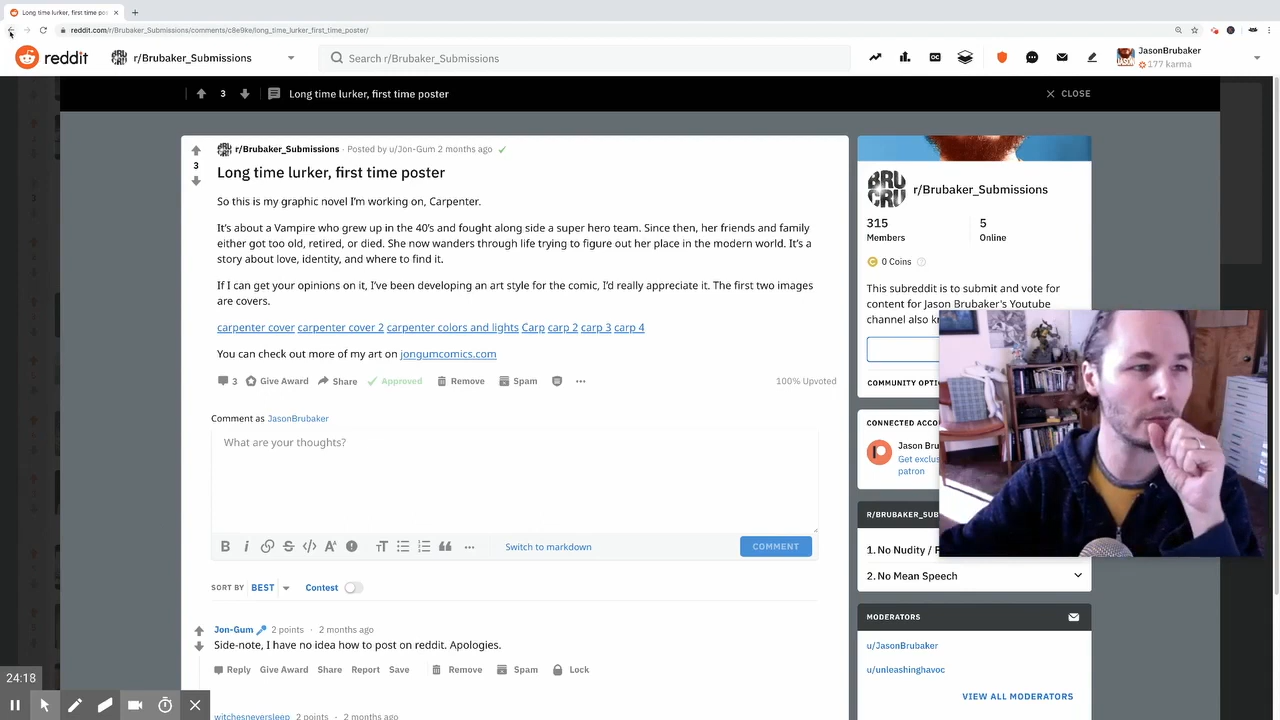 Long time lurker, first time pos
reddit.com/r/Brubaker_Submissions/comments/c8e9ke/long_time_lurker_first_time_poster/
reddit
r/Brubaker_Submissions
Search r/Brubaker_Submissions
JasonBrubaker
177 karma
3
Long time lurker, first time poster
CLOSE
r/Brubaker_Submissions · Posted by u/Jon-Gum 2 months ago
3
Long time lurker, first time poster
So this is my graphic novel I'm working on, Carpenter.
It's about a Vampire who grew up in the 40's and fought along side a super hero team. Since then, her friends and family
either got too old, retired, or died. She now wanders through life trying to figure out her place in the modern world. It's a
story about love, identity, and where to find it.
If I can get your opinions on it, I've been developing an art style for the comic, I'd really appreciate it. The first two images
are covers.
carpenter cover carpenter cover 2 carpenter colors and lights Carp carp 2 carp 3 carp 4
You can check out more of my art on jongumcomics.com
3 Give Award Share Approved Remove Spam
100% Upvoted
Comment as JasonBrubaker
What are your thoughts?
Switch to markdown
COMMENT
SORT BY BEST Contest
Jon-Gum 2 points · 2 months ago
Side-note, I have no idea how to post on reddit. Apologies.
Reply Give Award Share Report Save Remove Spam Lock
witchesneversleep 2 points · 2 months ago
BRU
CRU
r/Brubaker_Submissions
315
Members
5
Online
0 Coins
This subreddit is to submit and vote for
content for Jason Brubaker's Youtube
channel also k
COMMUNITY OPTI
CONNECTED ACCO
Jason Bru
Get exclus
patron
R/BRUBAKER_SUB
1. No Nudity /
2. No Mean Speech
MODERATORS
u/JasonBrubaker
u/unleashinghavoc
VIEW ALL MODERATORS
24:18